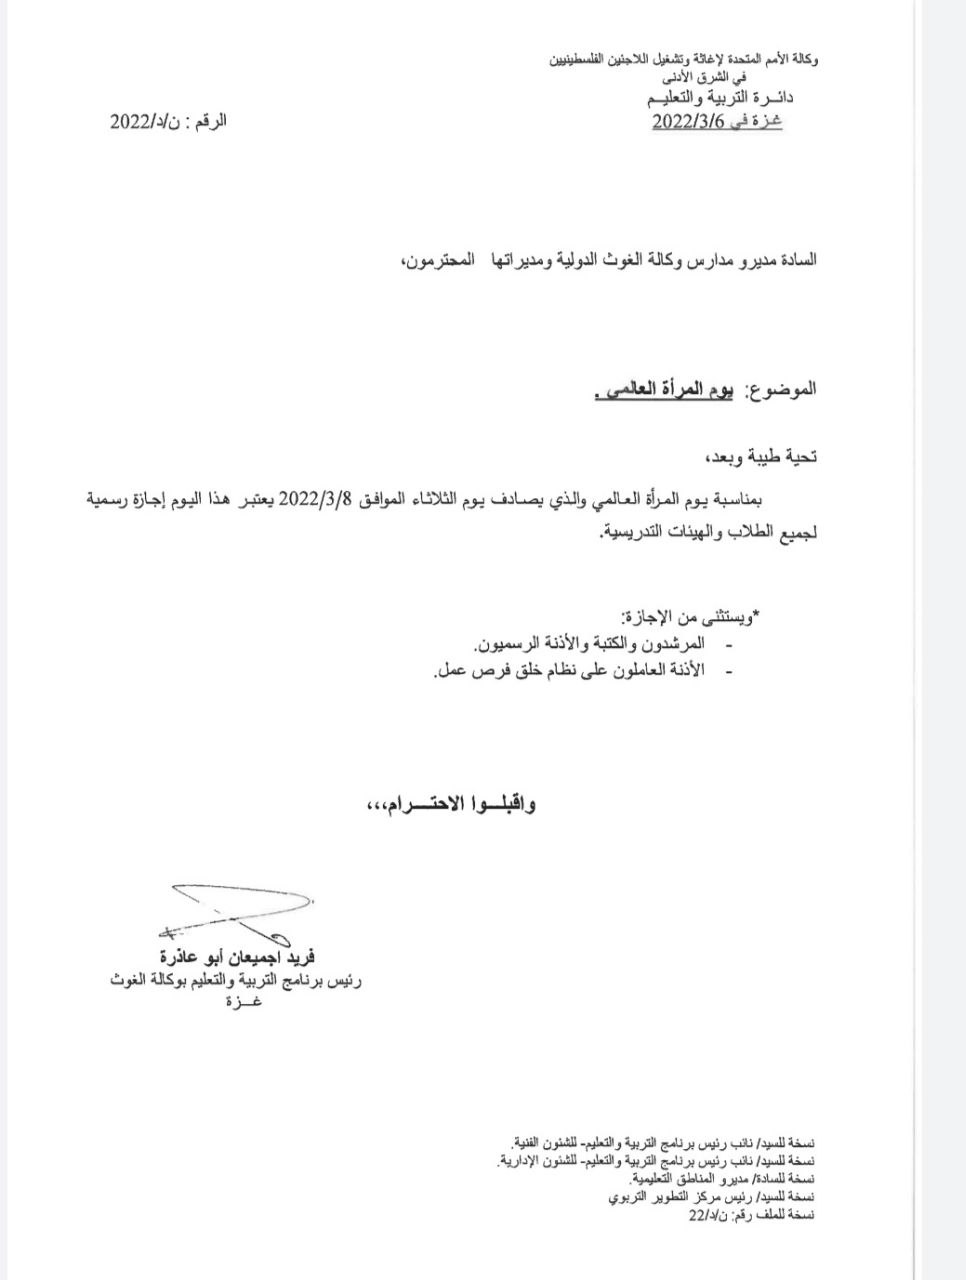 وكالة الأمم المتحدة لإغاثة وتشغيل اللاجئين الفلسطينيين
في الشرق الأدنى
دائـرة التربية والتعليـم
غـزة في 2022/3/6
الرقم : ن/د/2022
السادة مديرو مدارس وكالة الغوث الدولية ومديراتها المحترمون،
الموضوع: يوم المرأة العالمي .
تحية طيبة وبعد،
بمناسبة يوم المرأة العالمي والذي يصادف يوم الثلاثاء الموافق 2022/3/8 يعتبر هذا اليوم إجازة رسمية
لجميع الطلاب والهيئات التدريسية.
*ويستثنى من الإجازة:
- المرشدون والكتبة والأذنة الرسميون.
- الأذنة العاملون على نظام خلق فرص عمل.
واقبلـــوا الاحتــــرام،،،
فريد اجميعان أبو عاذرة
رئيس برنامج التربية والتعليم بوكالة الغوث
غــزة
نسخة للسيد/ نائب رئيس برنامج التربية والتعليم- للشئون الفنية.
نسخة للسيد/ نائب رئيس برنامج التربية والتعليم- للشئون الإدارية.
نسخة للسادة/ مديرو المناطق التعليمية.
نسخة للسيد/ رئيس مركز التطوير التربوي
نسخة للملف رقم: ن/د/22